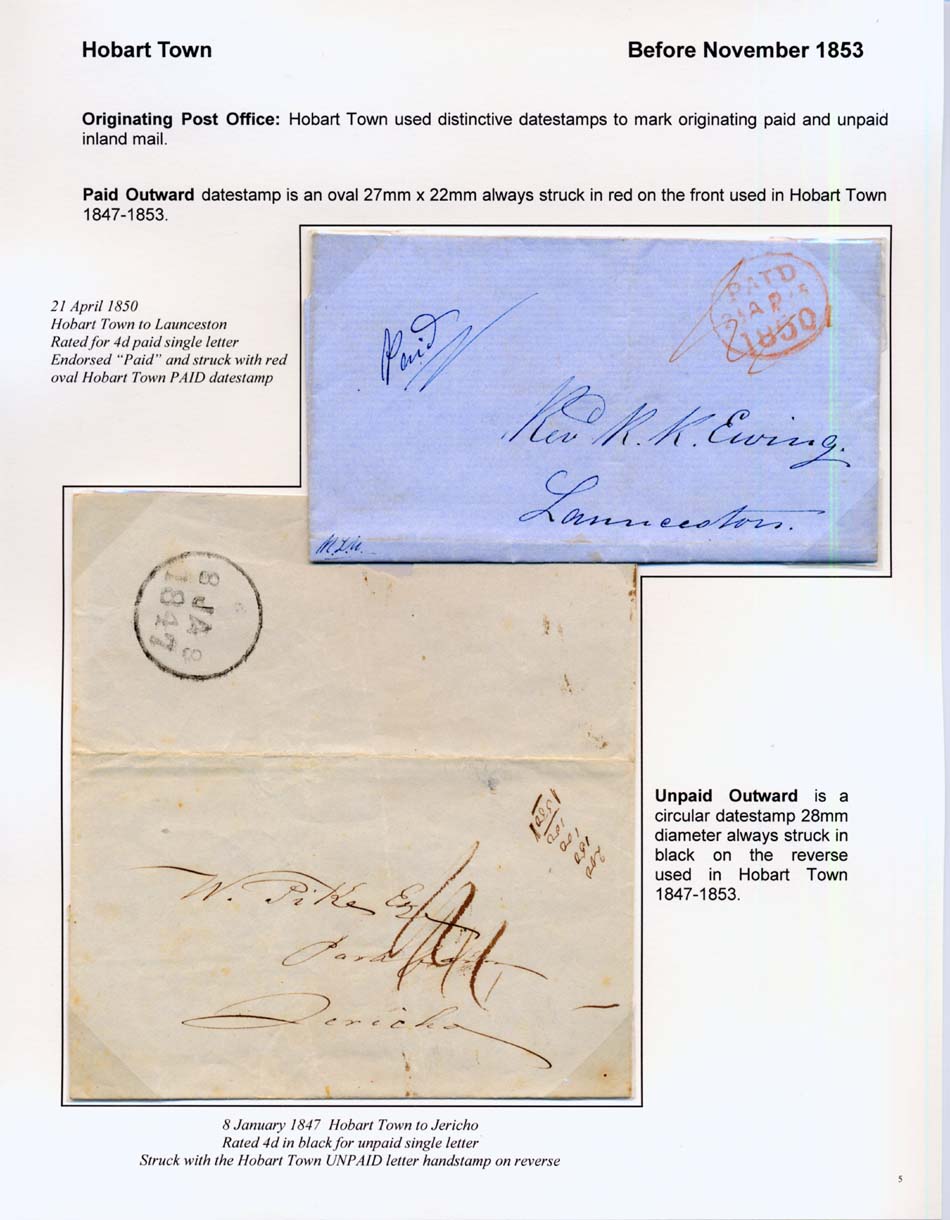 Hobart Town Before November 1853
Originating Post Office: Hobart Town used distinctive datestamps to mark originating paid and unpaid
inland mail.
Paid Outward datestamp is an oval 27mm x 22mm always struck in red on the front used in Hobart Town
1847-1853.
21 April 1850
Hobart Town to Launceston
Rated for 4d paid single letter
Endorsed “Paid” and struck with red
oval Hobart Town PAID datestamp
PAID
AP
1850
Paid
Rev R. K. Ewing.
Launceston.
8 JA 8
1847
W. Pike Esq
Jericho
Unpaid Outward is a
circular datestamp 28mm
diameter always struck in
black on the reverse
used in Hobart Town
1847-1853.
8 January 1847 Hobart Town to Jericho
Rated 4d in black for unpaid single letter
Struck with the Hobart Town UNPAID letter handstamp on reverse
5